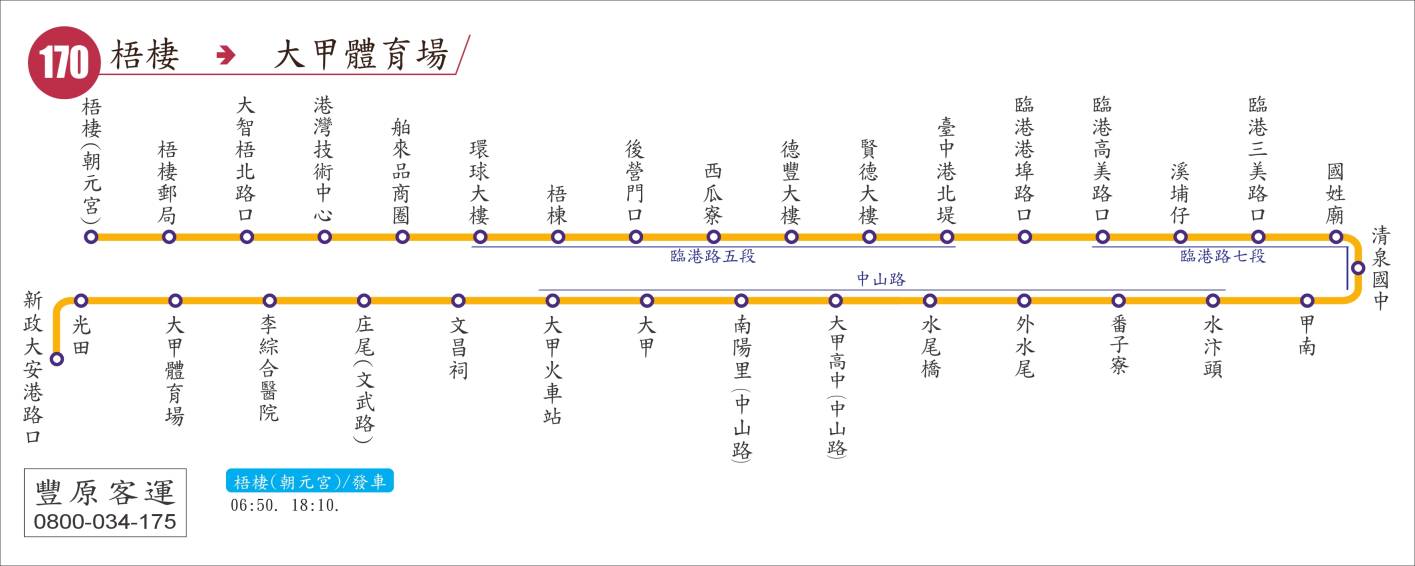 170 梧棲 → 大甲體育場
梧棲(朝元宮)
梧棲郵局
大智梧北路口
港灣技術中心
舶來品商圈
環球大樓
梧棟
後營門口
西瓜寮
德豐大樓
賢德大樓
臺中港北堤
臨港港埠路口
臨港高美路口
溪埔仔
臨港三美路口
國姓廟
臨港路五段
臨港路七段
清泉國中
中山路
甲南
水汴頭
番子寮
外水尾
水尾橋
大甲高中(中山路)
南陽里(中山路)
大甲
大甲火車站
文昌祠
庄尾(文武路)
李綜合醫院
大甲體育場
光田
新政大安港路口
豐原客運
0800-034-175
梧棲(朝元宮)/發車
06:50. 18:10.